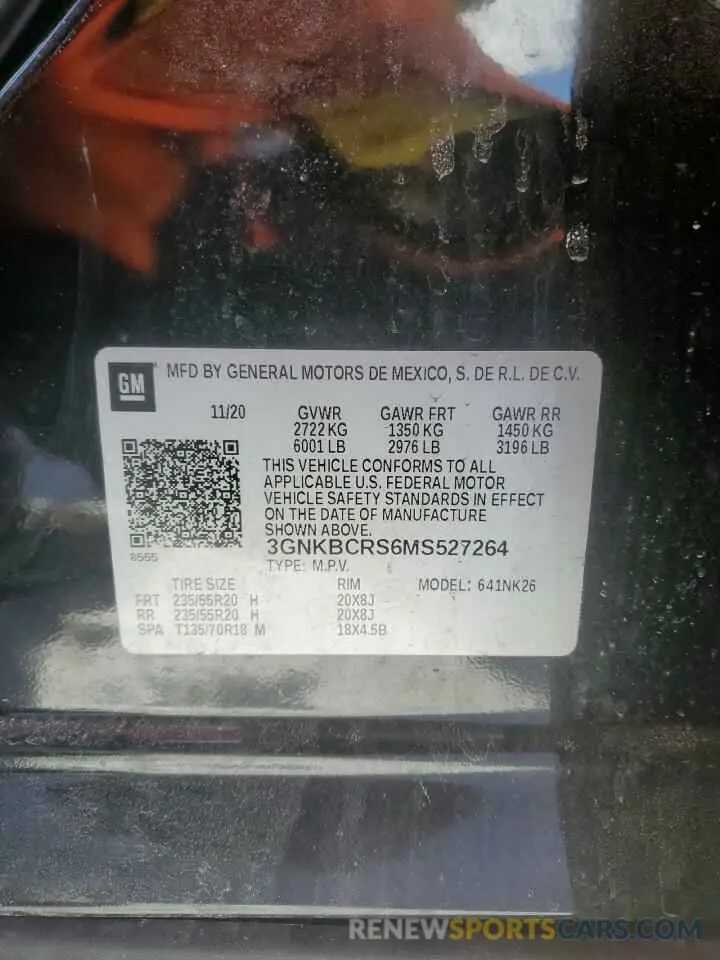 GM MFD BY GENERAL MOTORS DE MEXICO, S. DE R.L. DE C.V.
11/20 GVWR GAWR FRT GAWR RR
2722 KG 1350 KG 1450 KG
6001 LB 2976 LB 3196 LB
THIS VEHICLE CONFORMS TO ALL
APPLICABLE U.S. FEDERAL MOTOR
VEHICLE SAFETY STANDARDS IN EFFECT
ON THE DATE OF MANUFACTURE
SHOWN ABOVE.
8565
3GNKBCRS6MS527264
TYPE: M.P.V.
TIRE SIZE RIM MODEL: 641NK26
FRT 235/55R20 H 20X8J
RR 235/55R20 H 20X8J
SPA T135/70R18 M 18X4.5B
RENEWSPORTSCARS.COM